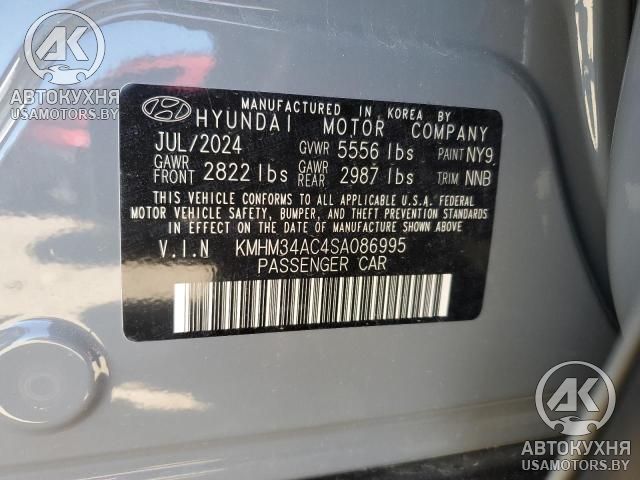 AK
АВТОКУХНЯ
USAMOTORS.BY
MANUFACTURED IN KOREA BY
HYUNDAI MOTOR COMPANY
JUL/2024 GVWR 5556 lbs PAINT NY9
GAWR FRONT 2822 lbs GAWR REAR 2987 lbs TRIM NNB
THIS VEHICLE CONFORMS TO ALL APPLICABLE U.S.A. FEDERAL
MOTOR VEHICLE SAFETY, BUMPER, AND THEFT PREVENTION STANDARDS
IN EFFECT ON THE DATE OF MANUFACTURE SHOWN ABOVE.
V.I.N KMHM34AC4SA086995
PASSENGER CAR
AK
АВТОКУХНЯ
USAMOTORS.BY